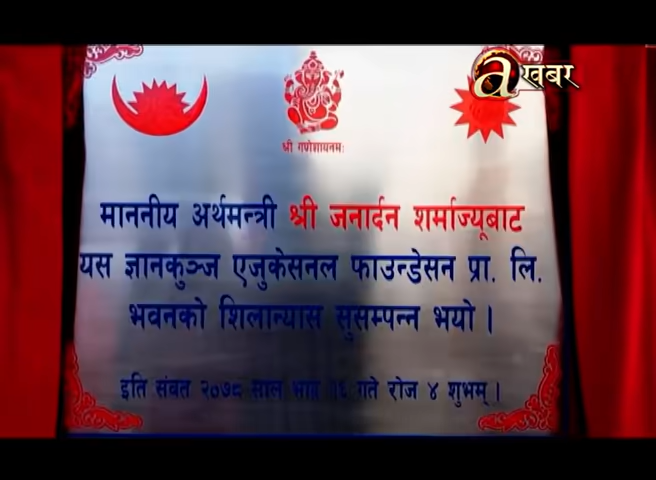 aखबर
श्री गणेशायनमः
माननीय अर्थमन्त्री श्री जनार्दन शर्माज्यूबाट
यस ज्ञानकुञ्ज एजुकेसनल फाउन्डेसन प्रा. लि.
भवनको शिलान्यास सुसम्पन्न भयो ।
इति संवत २०७८ साल गते रोज ४ शुभम् ।